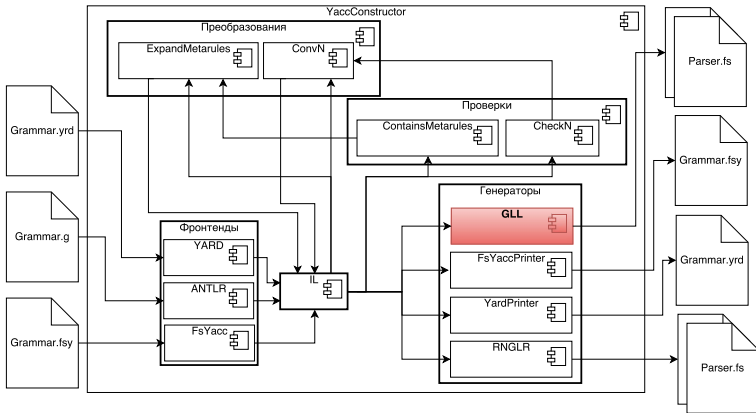 YaccConstructor
Преобразования
ExpandMetarules
ConvN
Проверки
ContainsMetarules
CheckN
Grammar.yrd
Grammar.g
Grammar.fsy
Фронтенды
YARD
ANTLR
FsYacc
IL
Генераторы
GLL
FsYaccPrinter
YardPrinter
RNGLR
Parser.fs
Grammar.fsy
Grammar.yrd
Parser.fs